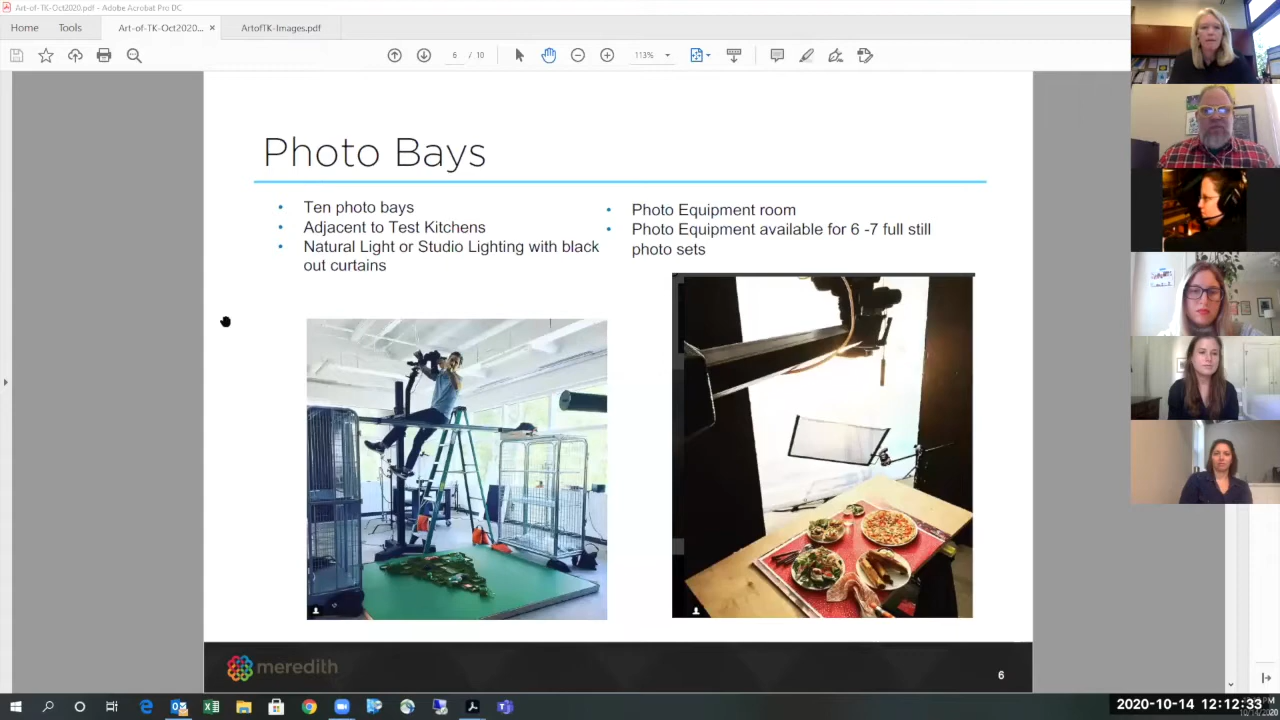 Art-of-TK-Oct2020.pdf - Adobe Acrobat Pro DC
Home
Tools
Art-of-TK-Oct2020... ×
ArtofTK-Images.pdf
6 / 10
113%
Photo Bays
• Ten photo bays
• Adjacent to Test Kitchens
• Natural Light or Studio Lighting with black
out curtains
• Photo Equipment room
• Photo Equipment available for 6 -7 full still
photo sets
meredith
6
2020-10-14 12:12:33